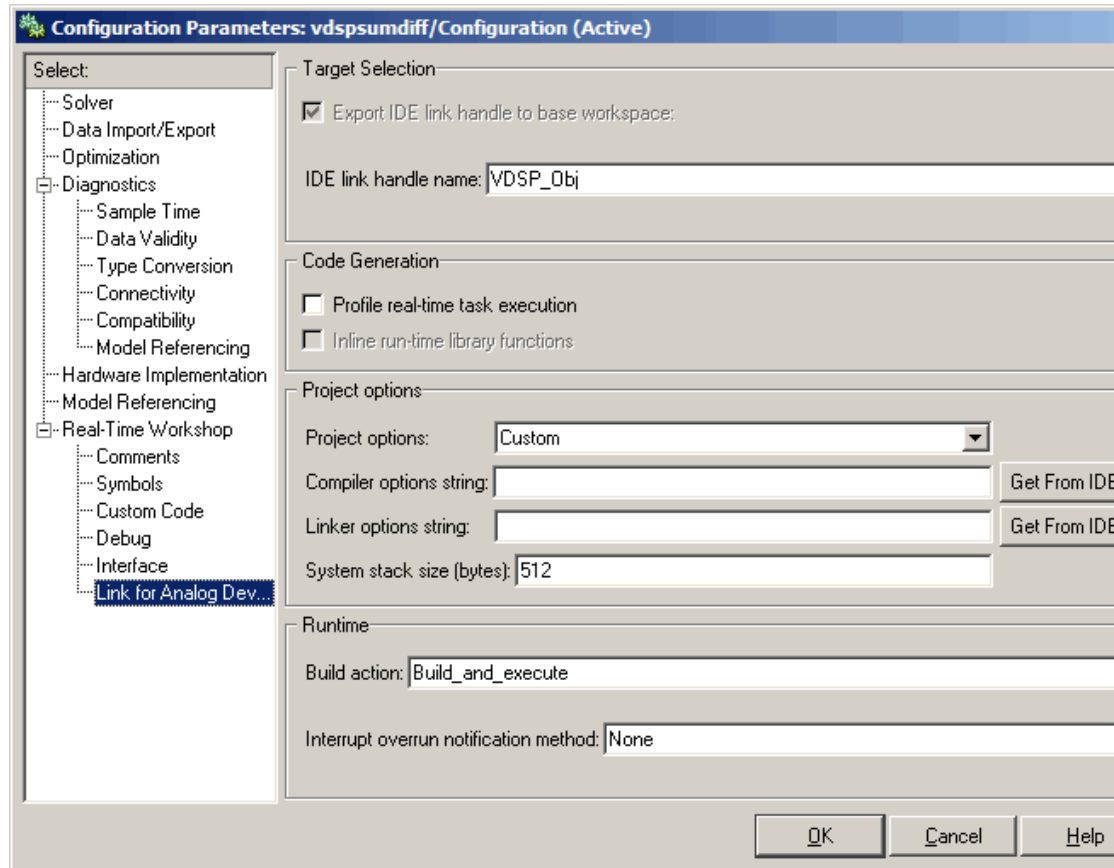 Configuration Parameters: vdspsumdiff/Configuration (Active)
Select:
Solver
Data Import/Export
Optimization
Diagnostics
Sample Time
Data Validity
Type Conversion
Connectivity
Compatibility
Model Referencing
Hardware Implementation
Model Referencing
Real-Time Workshop
Comments
Symbols
Custom Code
Debug
Interface
Link for Analog Dev...
Target Selection
Export IDE link handle to base workspace:
IDE link handle name: VDSP_Obj
Code Generation
Profile real-time task execution
Inline run-time library functions
Project options
Project options: Custom
Compiler options string: Get From IDE
Linker options string: Get From IDE
System stack size (bytes): 512
Runtime
Build action: Build_and_execute
Interrupt overrun notification method: None
OK Cancel Help